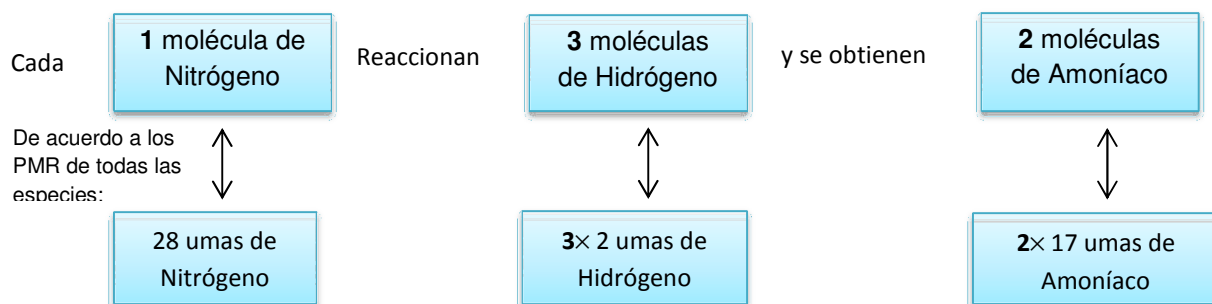 Cada
1 molécula de
Nitrógeno
Reaccionan
3 moléculas
de Hidrógeno
y se obtienen
2 moléculas
de Amoníaco
De acuerdo a los
PMR de todas las
especies:
28 umas de
Nitrógeno
3× 2 umas de
Hidrógeno
2× 17 umas de
Amoníaco